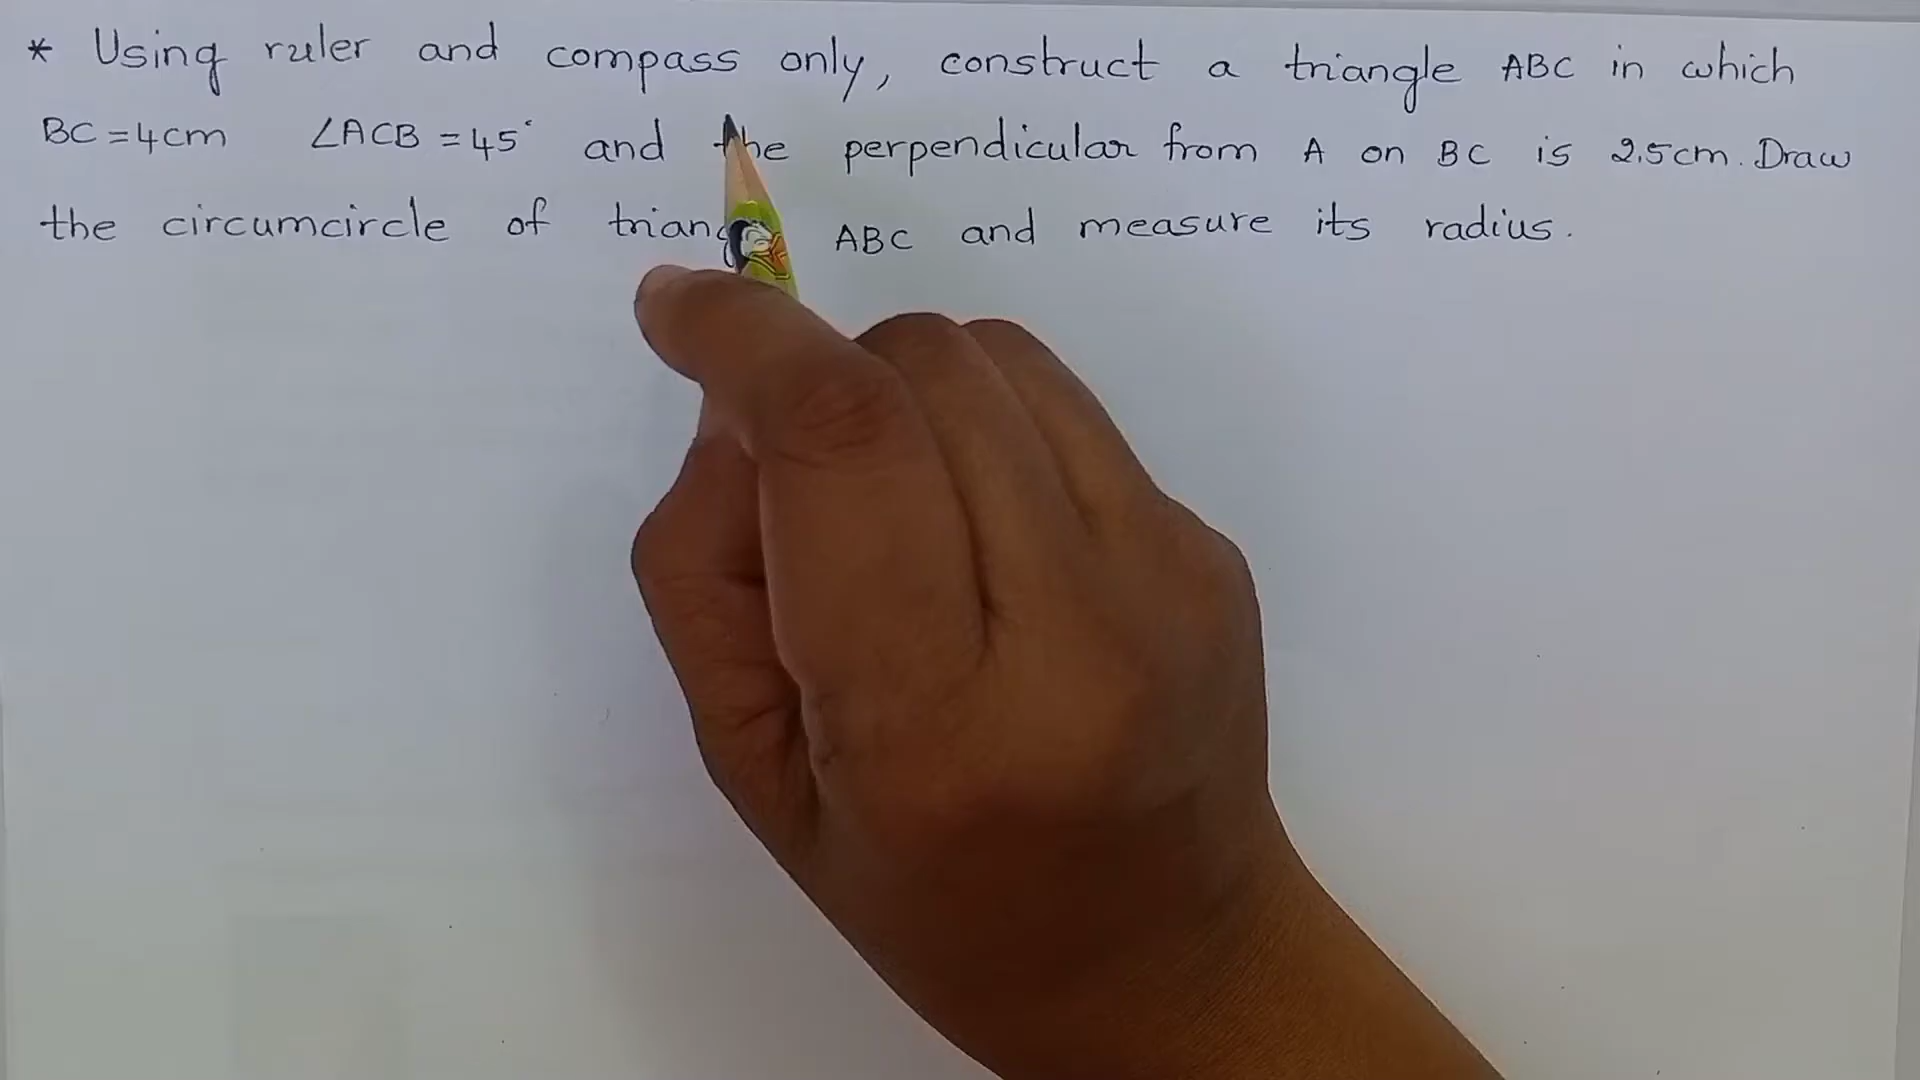 * Using ruler and compass only, construct a triangle ABC in which
BC = 4cm ∠ACB = 45° and the perpendicular from A on BC is 2.5cm. Draw
the circumcircle of triang ABC and measure its radius.